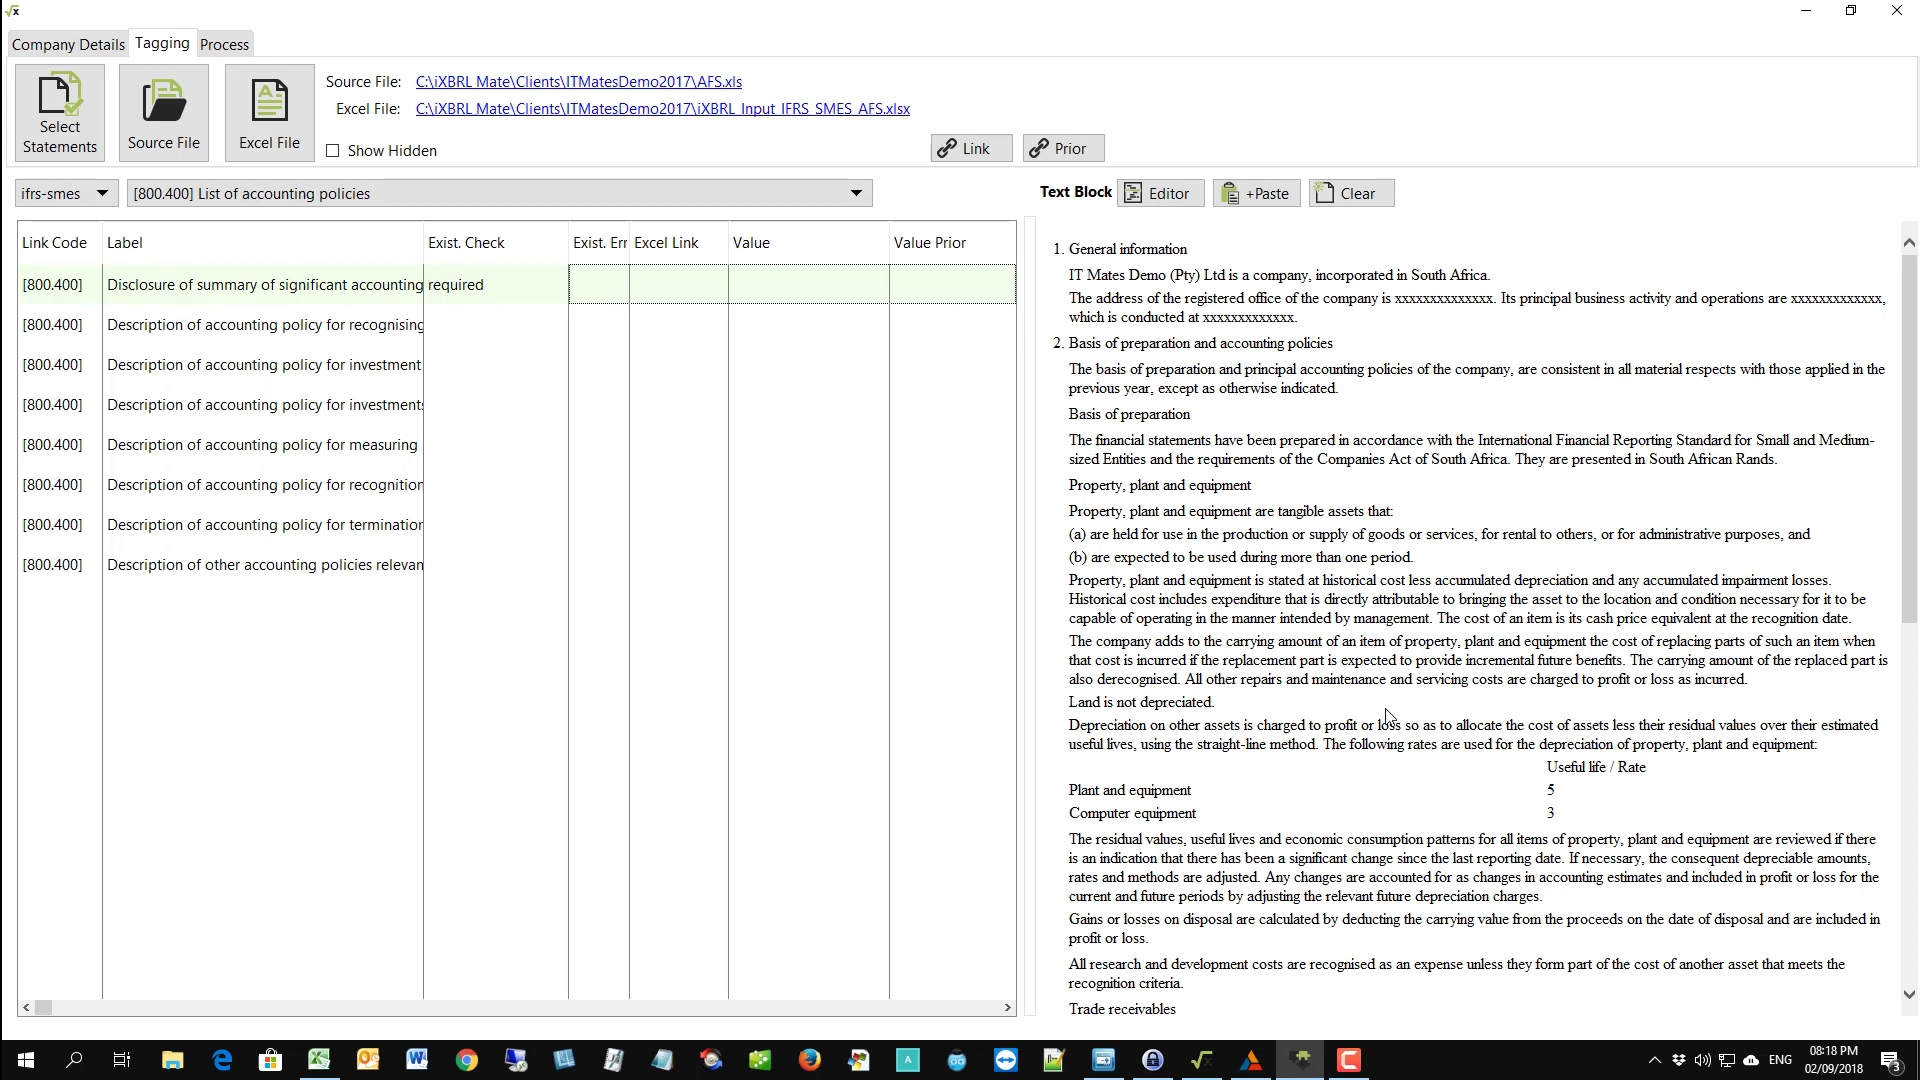 Company Details Tagging Process
Select Statements
Source File
Excel File
Source File: C:\iXBRL Mate\Clients\ITMatesDemo2017\AFS.xls
Excel File: C:\iXBRL Mate\Clients\ITMatesDemo2017\iXBRL_Input_IFRS_SMES_AFS.xlsx
Show Hidden
Link Prior
ifrs-smes [800.400] List of accounting policies
Text Block Editor +Paste Clear
Link Code Label Exist. Check Exist. Err Excel Link Value Value Prior
[800.400] Disclosure of summary of significant accounting required
[800.400] Description of accounting policy for recognising
[800.400] Description of accounting policy for investment
[800.400] Description of accounting policy for investments
[800.400] Description of accounting policy for measuring
[800.400] Description of accounting policy for recognition
[800.400] Description of accounting policy for termination
[800.400] Description of other accounting policies relevan
1. General information
IT Mates Demo (Pty) Ltd is a company, incorporated in South Africa.
The address of the registered office of the company is xxxxxxxxxxxxxx. Its principal business activity and operations are xxxxxxxxxxxxx,
which is conducted at xxxxxxxxxxxxx.
2. Basis of preparation and accounting policies
The basis of preparation and principal accounting policies of the company, are consistent in all material respects with those applied in the
previous year, except as otherwise indicated.
Basis of preparation
The financial statements have been prepared in accordance with the International Financial Reporting Standard for Small and Medium-
sized Entities and the requirements of the Companies Act of South Africa. They are presented in South African Rands.
Property, plant and equipment
Property, plant and equipment are tangible assets that:
(a) are held for use in the production or supply of goods or services, for rental to others, or for administrative purposes, and
(b) are expected to be used during more than one period.
Property, plant and equipment is stated at historical cost less accumulated depreciation and any accumulated impairment losses.
Historical cost includes expenditure that is directly attributable to bringing the asset to the location and condition necessary for it to be
capable of operating in the manner intended by management. The cost of an item is its cash price equivalent at the recognition date.
The company adds to the carrying amount of an item of property, plant and equipment the cost of replacing parts of such an item when
that cost is incurred if the replacement part is expected to provide incremental future benefits. The carrying amount of the replaced part is
also derecognised. All other repairs and maintenance and servicing costs are charged to profit or loss as incurred.
Land is not depreciated.
Depreciation on other assets is charged to profit or loss so as to allocate the cost of assets less their residual values over their estimated
useful lives, using the straight-line method. The following rates are used for the depreciation of property, plant and equipment:
Useful life / Rate
Plant and equipment 5
Computer equipment 3
The residual values, useful lives and economic consumption patterns for all items of property, plant and equipment are reviewed if there
is an indication that there has been a significant change since the last reporting date. If necessary, the consequent depreciable amounts,
rates and methods are adjusted. Any changes are accounted for as changes in accounting estimates and included in profit or loss for the
current and future periods by adjusting the relevant future depreciation charges.
Gains or losses on disposal are calculated by deducting the carrying value from the proceeds on the date of disposal and are included in
profit or loss.
All research and development costs are recognised as an expense unless they form part of the cost of another asset that meets the
recognition criteria.
Trade receivables
ENG
08:18 PM
02/09/2018
3